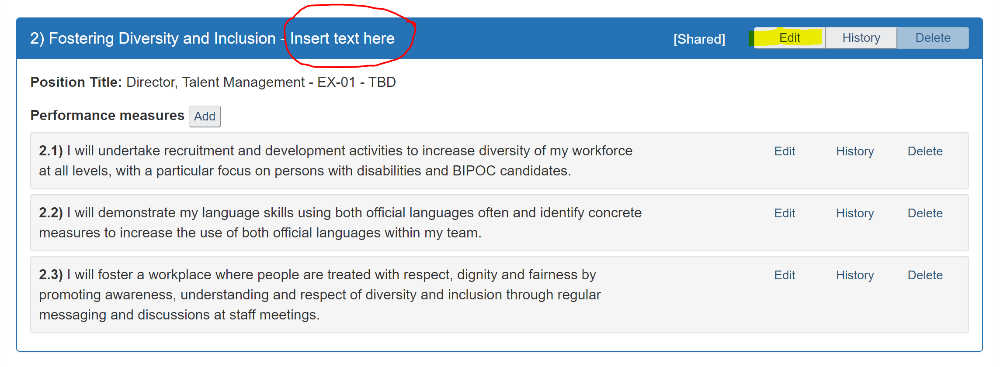 2) Fostering Diversity and Inclusion - Insert text here [Shared] Edit History Delete
Position Title: Director, Talent Management - EX-01 - TBD
Performance measures Add
2.1) I will undertake recruitment and development activities to increase diversity of my workforce Edit History Delete
at all levels, with a particular focus on persons with disabilities and BIPOC candidates.
2.2) I will demonstrate my language skills using both official languages often and identify concrete Edit History Delete
measures to increase the use of both official languages within my team.
2.3) I will foster a workplace where people are treated with respect, dignity and fairness by Edit History Delete
promoting awareness, understanding and respect of diversity and inclusion through regular
messaging and discussions at staff meetings.